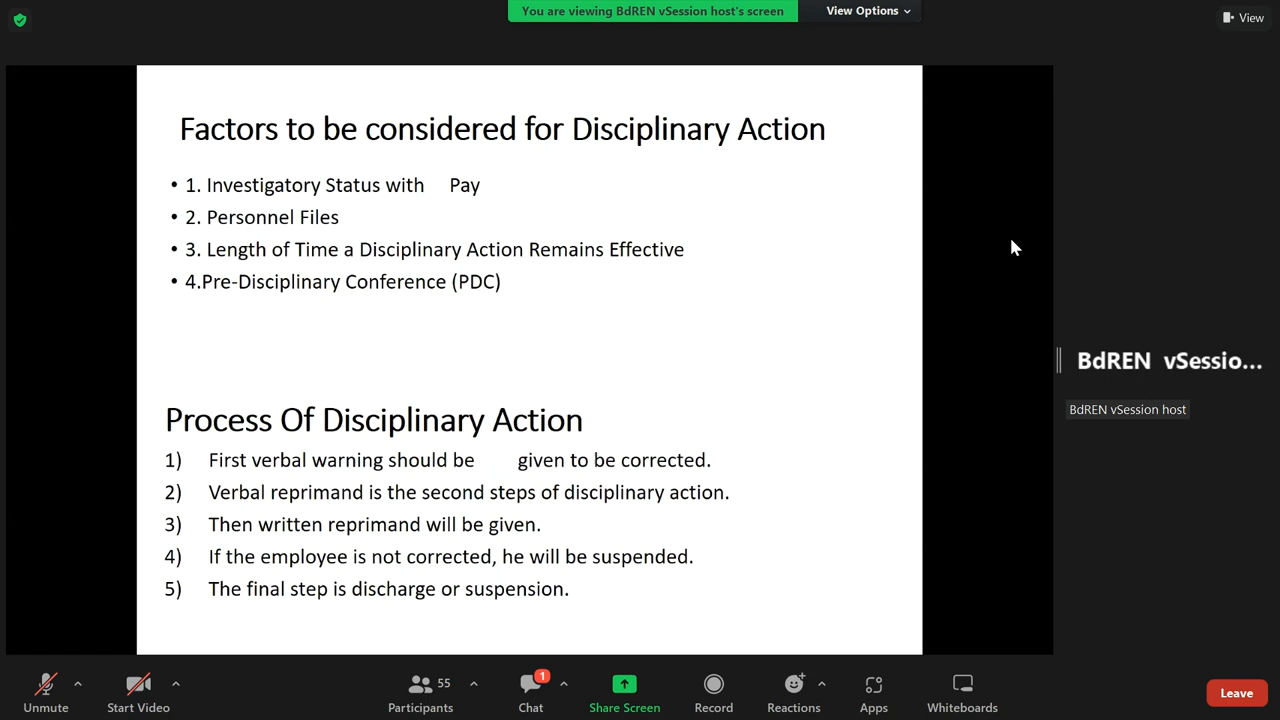 You are viewing BdREN vSession host's screen
View Options
View
Factors to be considered for Disciplinary Action
• 1. Investigatory Status with Pay
• 2. Personnel Files
• 3. Length of Time a Disciplinary Action Remains Effective
• 4.Pre-Disciplinary Conference (PDC)
BdREN vSessio...
BdREN vSession host
Process Of Disciplinary Action
1) First verbal warning should be given to be corrected.
2) Verbal reprimand is the second steps of disciplinary action.
3) Then written reprimand will be given.
4) If the employee is not corrected, he will be suspended.
5) The final step is discharge or suspension.
Unmute
Start Video
55
Participants
1
Chat
Share Screen
Record
Reactions
Apps
Whiteboards
Leave